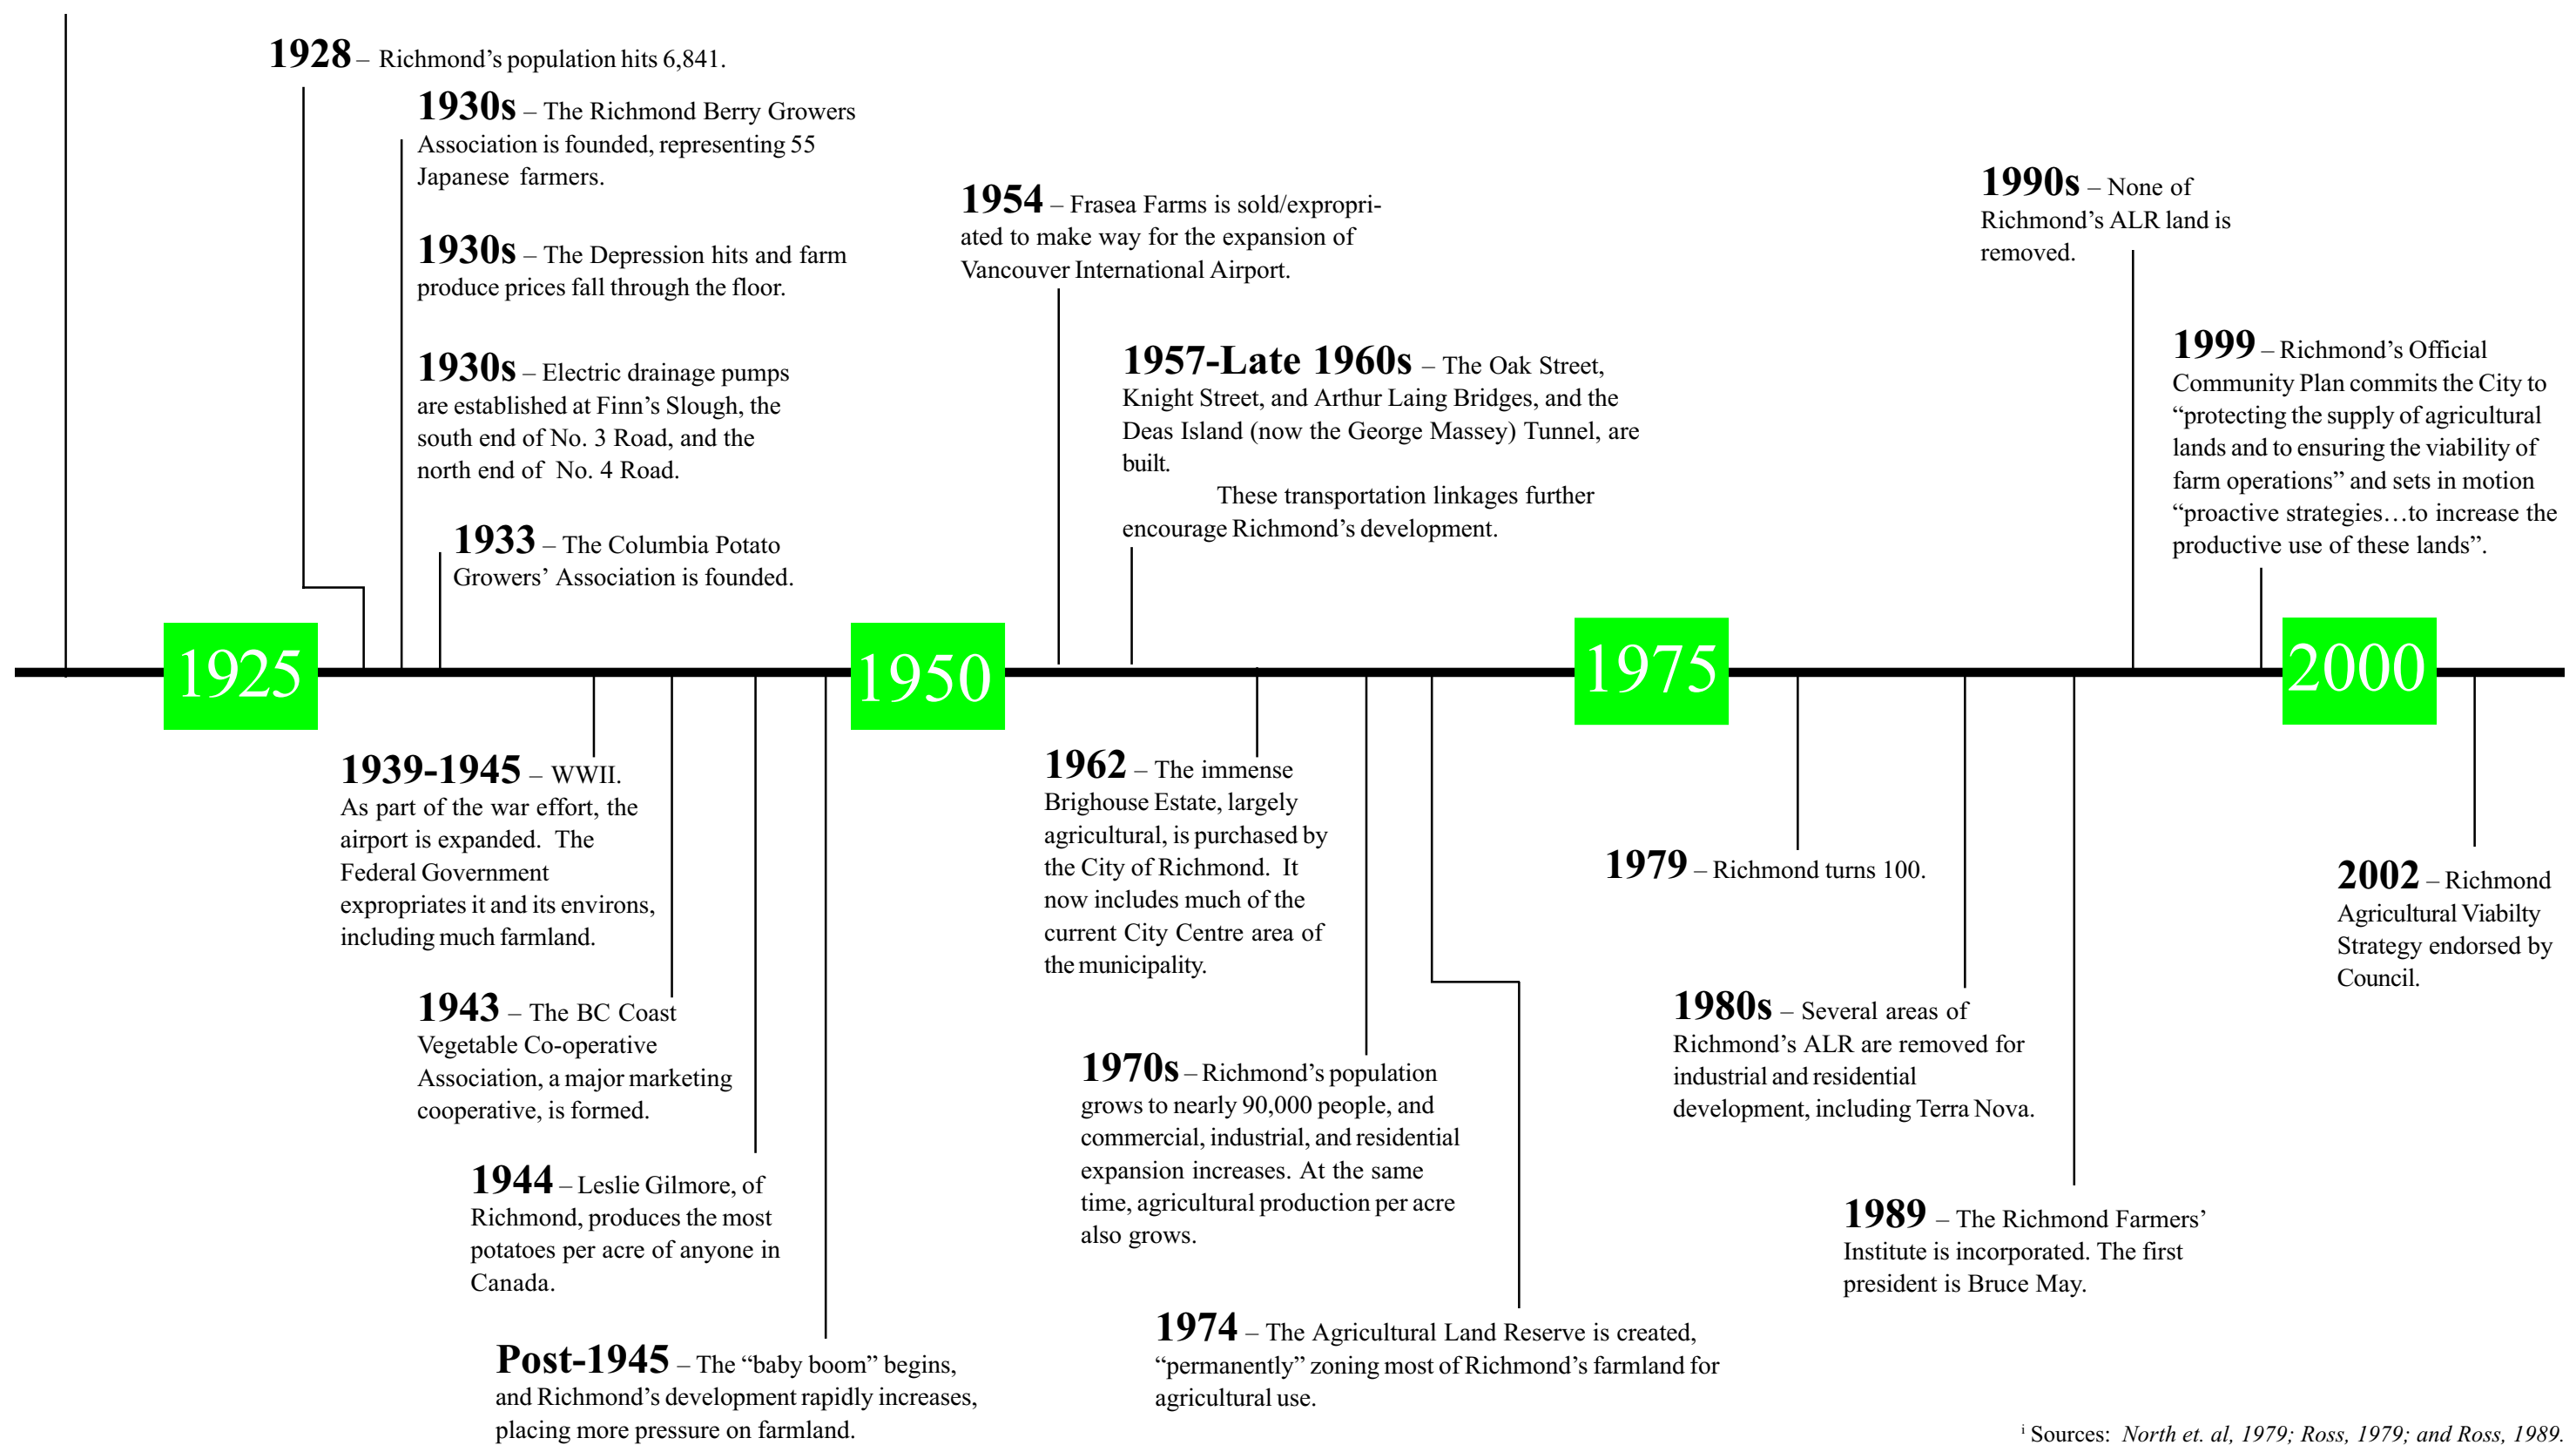 1928 – Richmond’s population hits 6,841.
1930s – The Richmond Berry Growers
Association is founded, representing 55
Japanese farmers.
1930s – The Depression hits and farm
produce prices fall through the floor.
1930s – Electric drainage pumps
are established at Finn’s Slough, the
south end of No. 3 Road, and the
north end of No. 4 Road.
1933 – The Columbia Potato
Growers’ Association is founded.
1954 – Frasea Farms is sold/expropri-
ated to make way for the expansion of
Vancouver International Airport.
1957-Late 1960s – The Oak Street,
Knight Street, and Arthur Laing Bridges, and the
Deas Island (now the George Massey) Tunnel, are
built.
These transportation linkages further
encourage Richmond’s development.
1990s – None of
Richmond’s ALR land is
removed.
1999 – Richmond’s Official
Community Plan commits the City to
“protecting the supply of agricultural
lands and to ensuring the viability of
farm operations” and sets in motion
“proactive strategies…to increase the
productive use of these lands”.
1925
1950
1975
2000
1939-1945 – WWII.
As part of the war effort, the
airport is expanded. The
Federal Government
expropriates it and its environs,
including much farmland.
1943 – The BC Coast
Vegetable Co-operative
Association, a major marketing
cooperative, is formed.
1944 – Leslie Gilmore, of
Richmond, produces the most
potatoes per acre of anyone in
Canada.
Post-1945 – The “baby boom” begins,
and Richmond’s development rapidly increases,
placing more pressure on farmland.
1962 – The immense
Brighouse Estate, largely
agricultural, is purchased by
the City of Richmond. It
now includes much of the
current City Centre area of
the municipality.
1970s – Richmond’s population
grows to nearly 90,000 people, and
commercial, industrial, and residential
expansion increases. At the same
time, agricultural production per acre
also grows.
1974 – The Agricultural Land Reserve is created,
“permanently” zoning most of Richmond’s farmland for
agricultural use.
1979 – Richmond turns 100.
1980s – Several areas of
Richmond’s ALR are removed for
industrial and residential
development, including Terra Nova.
1989 – The Richmond Farmers’
Institute is incorporated. The first
president is Bruce May.
2002 – Richmond
Agricultural Viabilty
Strategy endorsed by
Council.
i Sources: North et. al, 1979; Ross, 1979; and Ross, 1989.